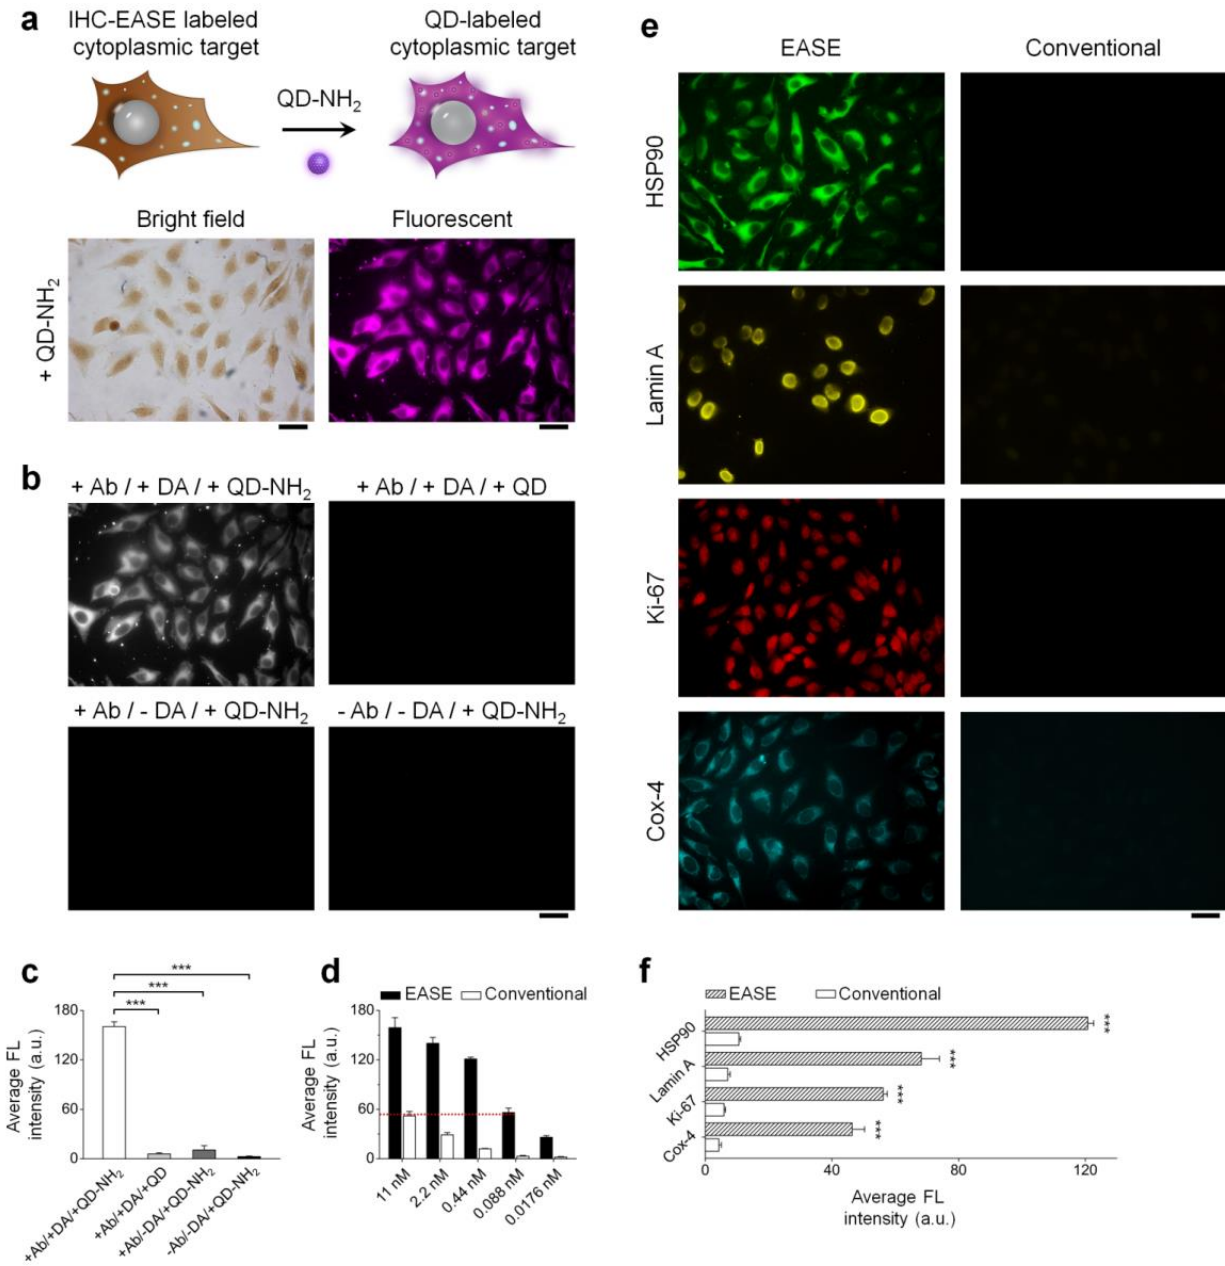 a
IHC-EASE labeled
cytoplasmic target
QD-labeled
cytoplasmic target
QD-NH₂
Bright field
Fluorescent
+ QD-NH₂
b
+ Ab / + DA / + QD-NH₂
+ Ab / + DA / + QD
+ Ab / - DA / + QD-NH₂
- Ab / - DA / + QD-NH₂
c
***
***
***
Average FL
intensity (a.u.)
180
120
60
0
+Ab/+DA/+QD-NH₂
+Ab/+DA/+QD
+Ab/-DA/+QD-NH₂
-Ab/-DA/+QD-NH₂
d
EASE
Conventional
Average FL
intensity (a.u.)
180
120
60
0
11 nM
2.2 nM
0.44 nM
0.088 nM
0.0176 nM
e
EASE
Conventional
HSP90
Lamin A
Ki-67
Cox-4
f
EASE
Conventional
HSP90
***
Lamin A
***
Ki-67
***
Cox-4
***
0
40
80
120
Average FL
intensity (a.u.)